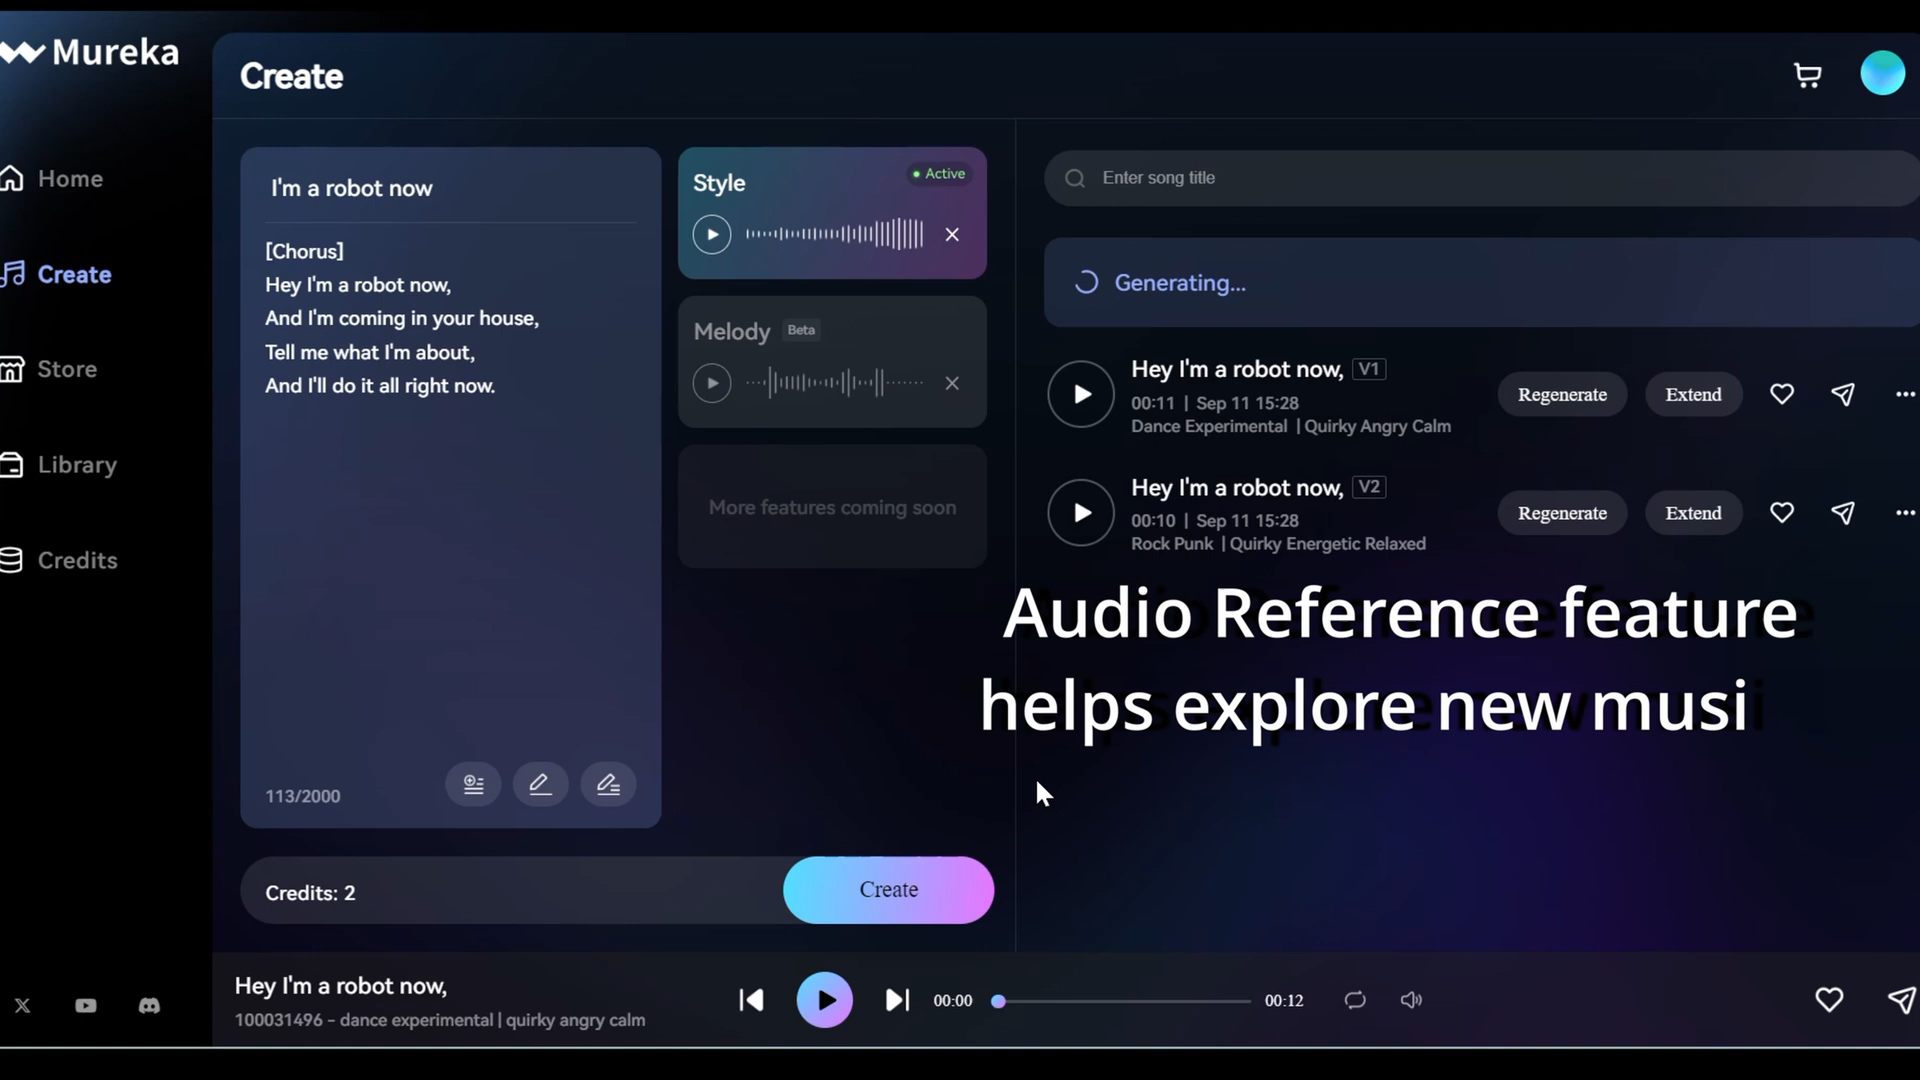 Mureka
Create
Home
Create
Store
Library
Credits
I'm a robot now
[Chorus]
Hey I'm a robot now,
And I'm coming in your house,
Tell me what I'm about,
And I'll do it all right now.
113/2000
Style
Active
Melody Beta
More features coming soon
Credits: 2
Create
Enter song title
Generating...
Hey I'm a robot now, V1
00:11 | Sep 11 15:28
Dance Experimental | Quirky Angry Calm
Regenerate
Extend
Hey I'm a robot now, V2
00:10 | Sep 11 15:28
Rock Punk | Quirky Energetic Relaxed
Regenerate
Extend
Audio Reference feature
helps explore new musi
Hey I'm a robot now,
100031496 - dance experimental | quirky angry calm
00:00
00:12